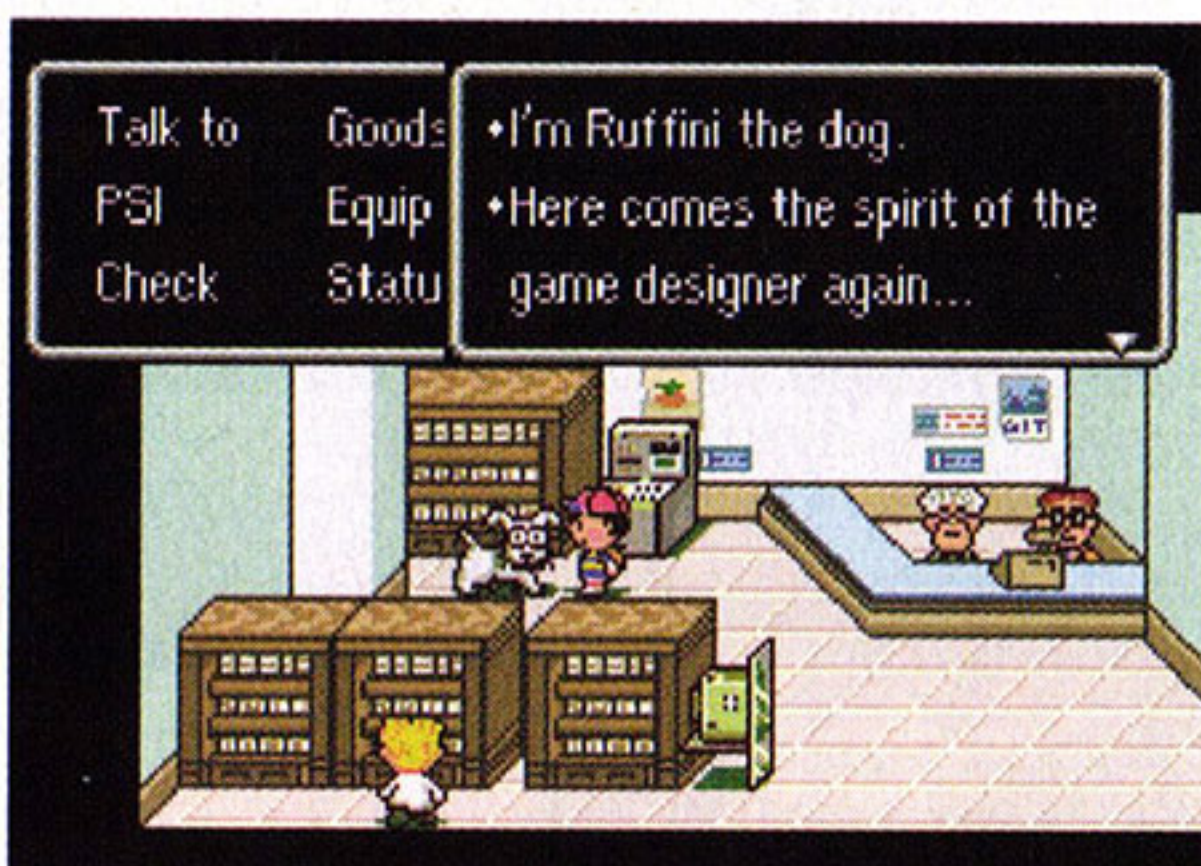 Talk to Goods
PSI Equip
Check Statu
•I'm Ruffini the dog.
•Here comes the spirit of the
game designer again...
GIT